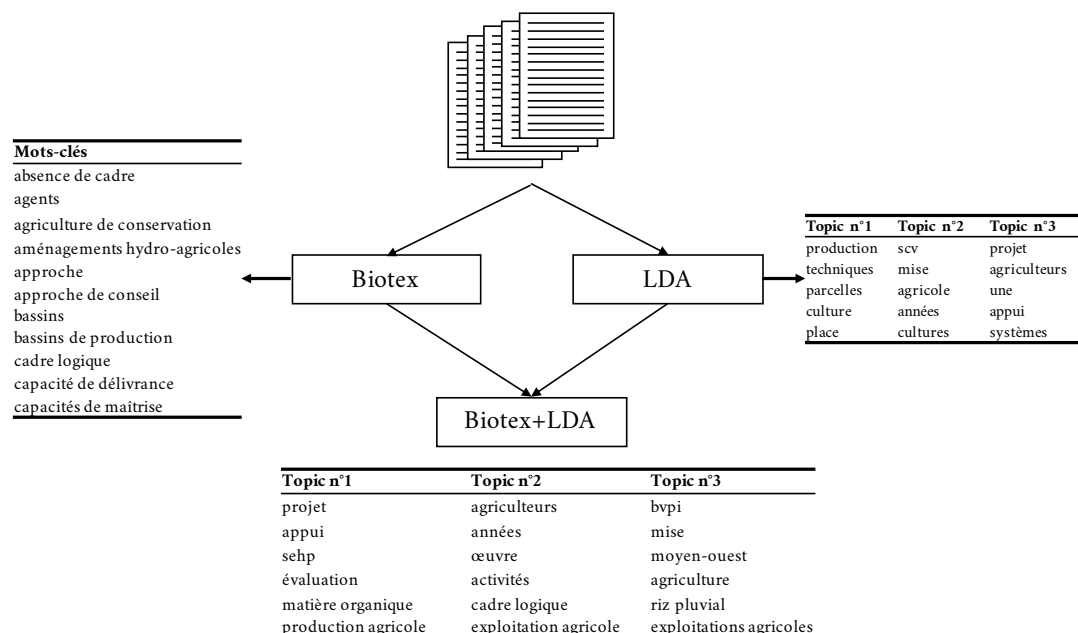 Mots-clés
absence de cadre
agents
agriculture de conservation
aménagements hydro-agricoles
approche
approche de conseil
bassins
bassins de production
cadre logique
capacité de délivrance
capacités de maîtrise
Biotex
LDA
Topic n°1 Topic n°2 Topic n°3
production scv projet
techniques mise agriculteurs
parcelles agricole une
culture années appui
place cultures systèmes
Biotex+LDA
Topic n°1 Topic n°2 Topic n°3
projet agriculteurs bvpi
appui années mise
sehp œuvre moyen-ouest
évaluation activités agriculture
matière organique cadre logique riz pluvial
production agricole exploitation agricole exploitations agricoles